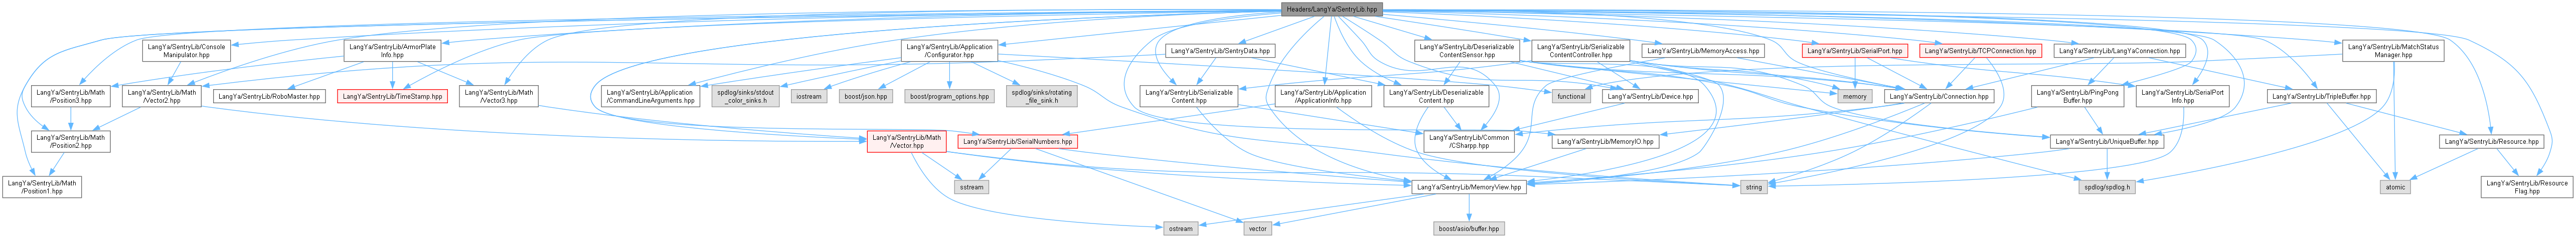 Headers/LangYa/SentryLib.hpp
LangYa/SentryLib/Console
Manipulator.hpp
LangYa/SentryLib/ArmorPlate
Info.hpp
LangYa/SentryLib/Application
/Configurator.hpp
LangYa/SentryLib/SentryData.hpp
LangYa/SentryLib/Deserializable
ContentSensor.hpp
LangYa/SentryLib/Serializable
ContentController.hpp
LangYa/SentryLib/MemoryAccess.hpp
LangYa/SentryLib/SerialPort.hpp
LangYa/SentryLib/TCPConnection.hpp
LangYa/SentryLib/LangYaConnection.hpp
LangYa/SentryLib/MatchStatus
Manager.hpp
LangYa/SentryLib/Math
/Position3.hpp
LangYa/SentryLib/Math
/Vector2.hpp
LangYa/SentryLib/RoboMaster.hpp
LangYa/SentryLib/TimeStamp.hpp
LangYa/SentryLib/Math
/Vector3.hpp
LangYa/SentryLib/Application
/CommandLineArguments.hpp
spdlog/sinks/stdout
_color_sinks.h
iostream
boost/json.hpp
boost/program_options.hpp
spdlog/sinks/rotating
_file_sink.h
LangYa/SentryLib/Serializable
Content.hpp
LangYa/SentryLib/Application
/ApplicationInfo.hpp
LangYa/SentryLib/Deserializable
Content.hpp
functional
LangYa/SentryLib/Device.hpp
memory
LangYa/SentryLib/Connection.hpp
LangYa/SentryLib/PingPong
Buffer.hpp
LangYa/SentryLib/SerialPort
Info.hpp
LangYa/SentryLib/TripleBuffer.hpp
LangYa/SentryLib/Math
/Position2.hpp
LangYa/SentryLib/Math
/Vector.hpp
LangYa/SentryLib/SerialNumbers.hpp
LangYa/SentryLib/Common
/CSharpp.hpp
LangYa/SentryLib/MemoryIO.hpp
LangYa/SentryLib/UniqueBuffer.hpp
LangYa/SentryLib/Resource.hpp
LangYa/SentryLib/Math
/Position1.hpp
sstream
LangYa/SentryLib/MemoryView.hpp
string
spdlog/spdlog.h
atomic
LangYa/SentryLib/Resource
Flag.hpp
ostream
vector
boost/asio/buffer.hpp